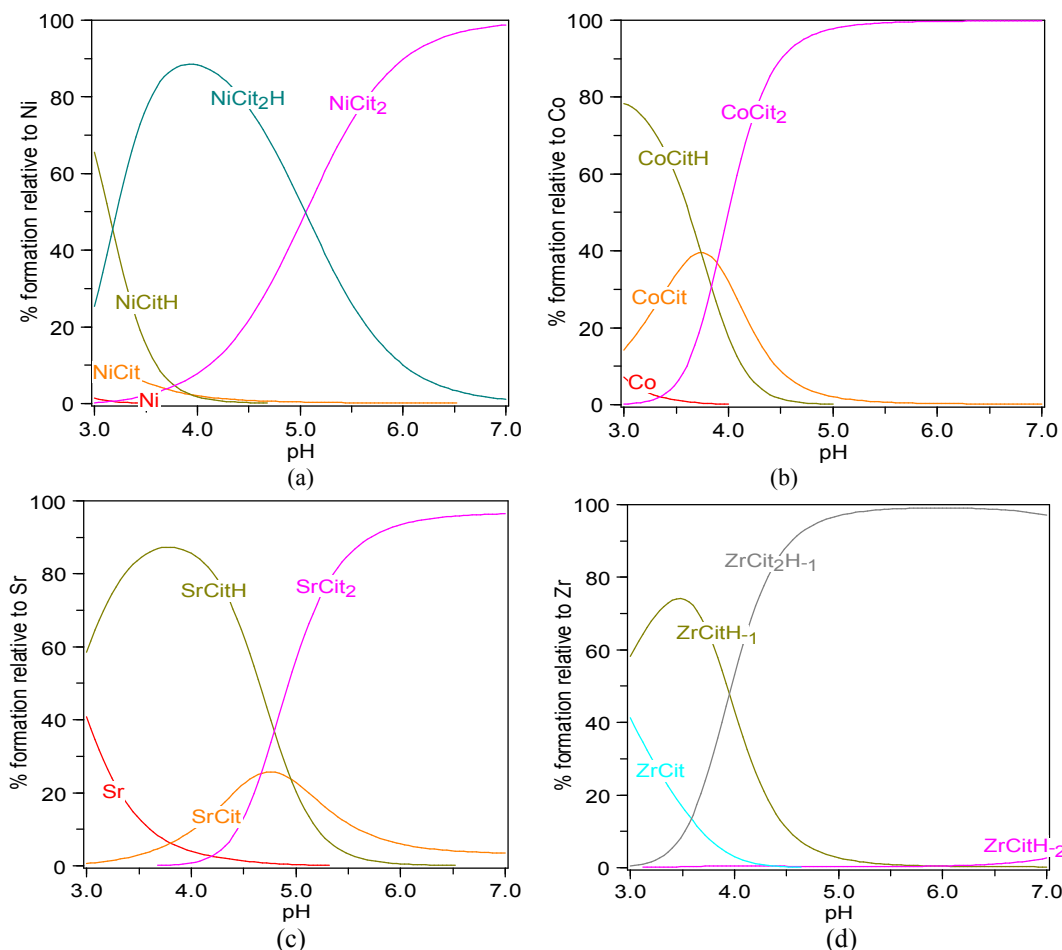 % formation relative to Ni
100
80
60
40
20
0
NiCit2H
NiCit2
NiCitH
NiCit
Ni
3.0 4.0 5.0 6.0 7.0
pH
(a)
% formation relative to Co
100
80
60
40
20
0
CoCit2
CoCitH
CoCit
Co
3.0 4.0 5.0 6.0 7.0
pH
(b)
% formation relative to Sr
100
80
60
40
20
0
SrCitH
SrCit2
Sr
SrCit
3.0 4.0 5.0 6.0 7.0
pH
(c)
% formation relative to Zr
100
80
60
40
20
0
ZrCit2H-1
ZrCitH-1
ZrCit
ZrCitH-2
3.0 4.0 5.0 6.0 7.0
pH
(d)